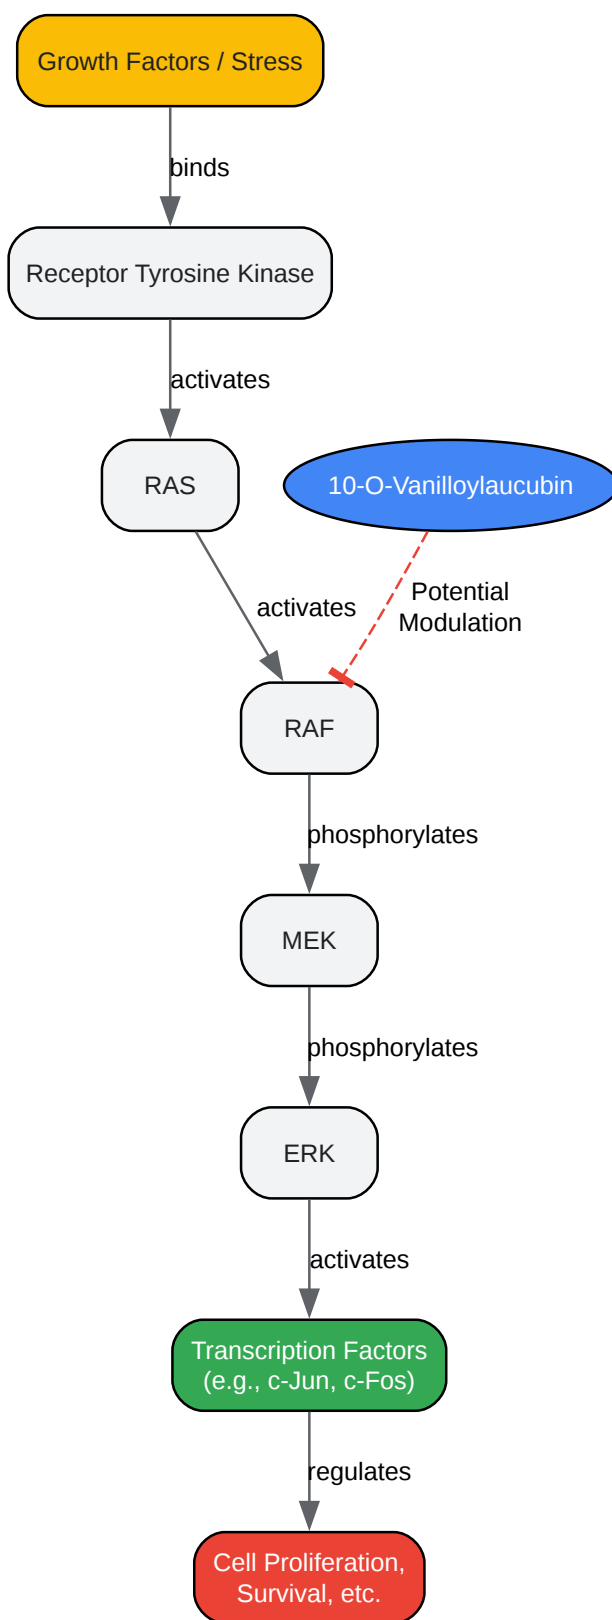 Growth Factors / Stress
binds
Receptor Tyrosine Kinase
activates
RAS
10-O-Vanilloylaucubin
activates
Potential
Modulation
RAF
phosphorylates
MEK
phosphorylates
ERK
activates
Transcription Factors
(e.g., c-Jun, c-Fos)
regulates
Cell Proliferation,
Survival, etc.